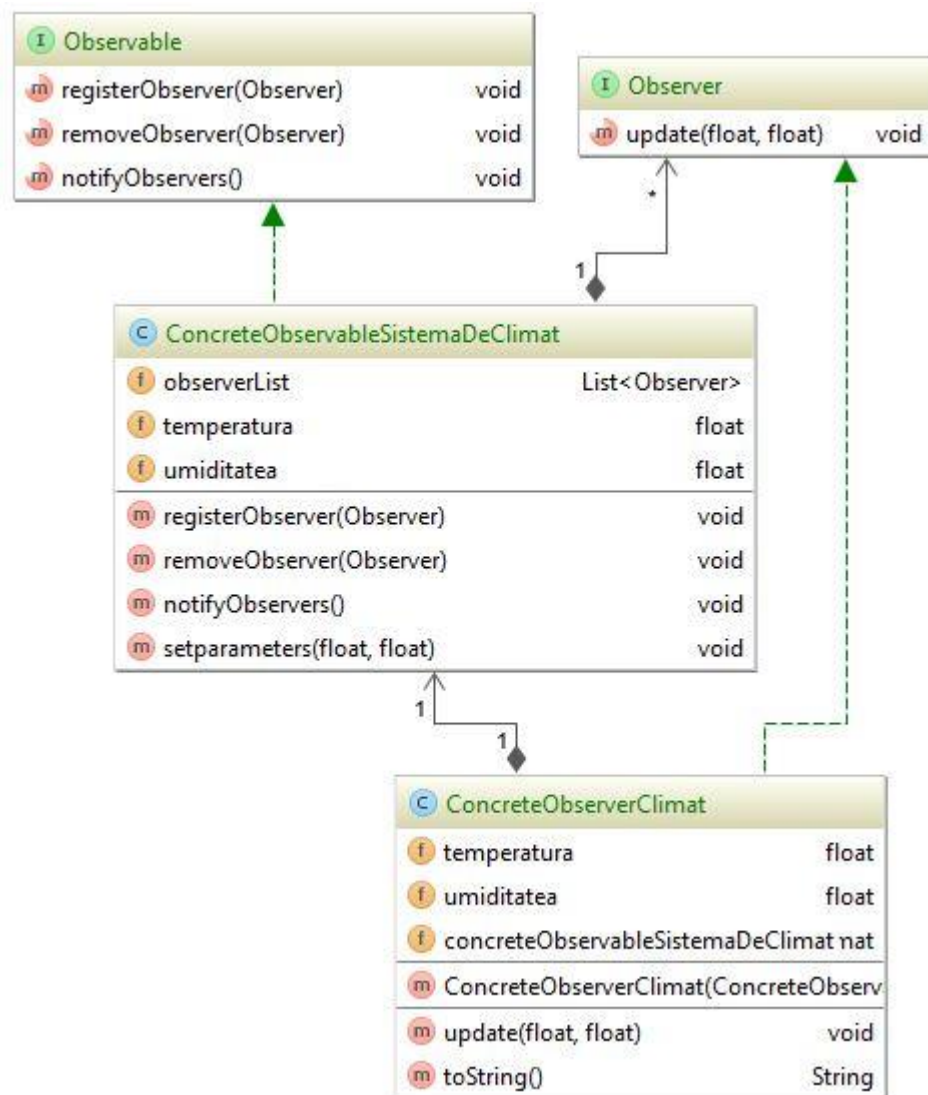 I Observable
m registerObserver(Observer) void
m removeObserver(Observer) void
m notifyObservers() void
I Observer
m update(float, float) void
*
1
C ConcreteObservableSistemaDeClimat
f observerList List<Observer>
f temperatura float
f umiditatea float
m registerObserver(Observer) void
m removeObserver(Observer) void
m notifyObservers() void
m setparameters(float, float) void
1
1
C ConcreteObserverClimat
f temperatura float
f umiditatea float
f concreteObservableSistemaDeClimat nat
m ConcreteObserverClimat(ConcreteObserv
m update(float, float) void
m toString() String